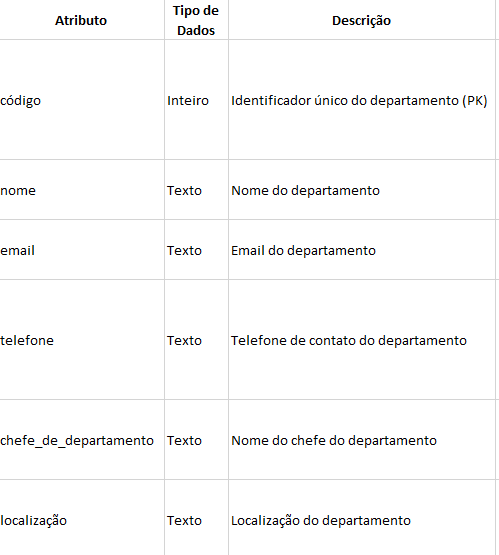 Atributo Tipo de Dados Descrição
código Inteiro Identificador único do departamento (PK)
nome Texto Nome do departamento
email Texto Email do departamento
telefone Texto Telefone de contato do departamento
chefe_de_departamento Texto Nome do chefe do departamento
localização Texto Localização do departamento